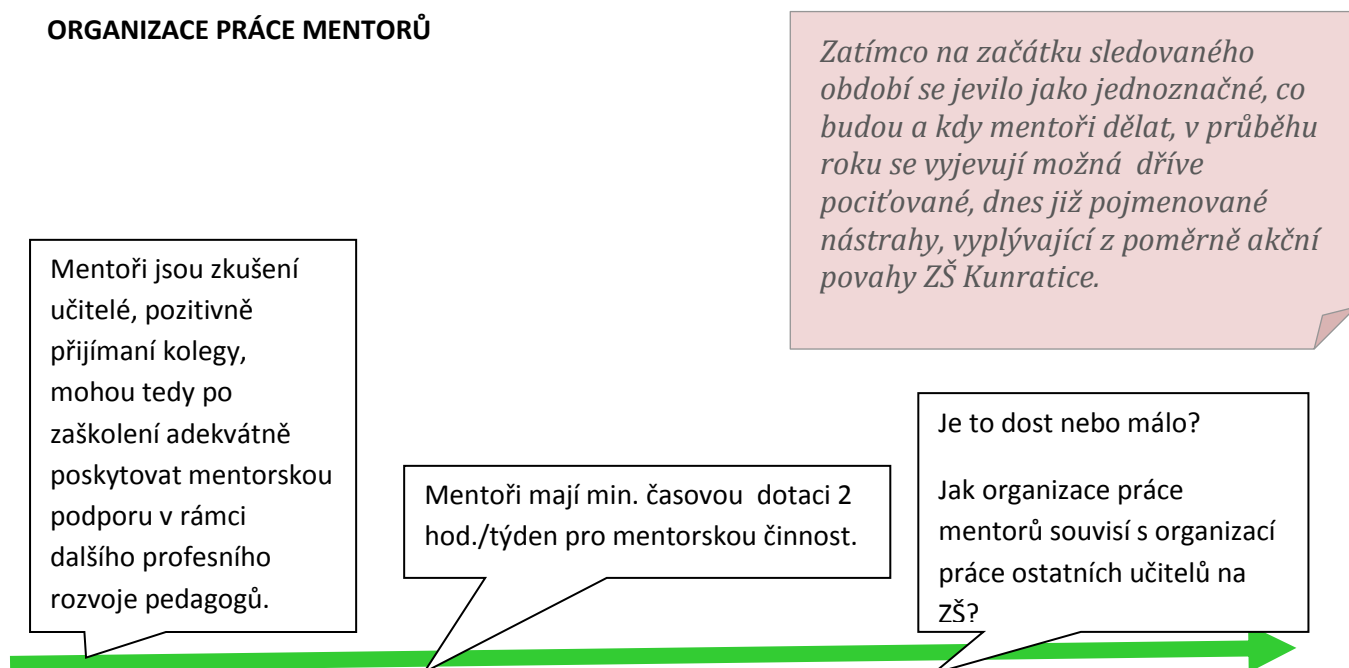 ORGANIZACE PRÁCE MENTORŮ
Zatímco na začátku sledovaného
období se jevilo jako jednoznačné, co
budou a kdy mentoři dělat, v průběhu
roku se vyjevují možná dříve
pociťované, dnes již pojmenované
nástrahy, vyplývající z poměrně akční
povahy ZŠ Kunratice.
Mentoři jsou zkušení
učitelé, pozitivně
přijímaní kolegy,
mohou tedy po
zaškolení adekvátně
poskytovat mentorskou
podporu v rámci
dalšího profesního
rozvoje pedagogů.
Mentoři mají min. časovou dotaci 2
hod./týden pro mentorskou činnost.
Je to dost nebo málo?
Jak organizace práce
mentorů souvisí s organizací
práce ostatních učitelů na
ZŠ?